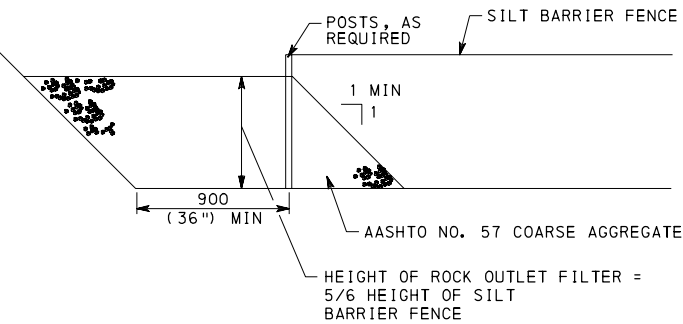 POSTS, AS
REQUIRED
SILT BARRIER FENCE
1 MIN
1
900
(36") MIN
AASHTO NO. 57 COARSE AGGREGATE
HEIGHT OF ROCK OUTLET FILTER =
5/6 HEIGHT OF SILT
BARRIER FENCE